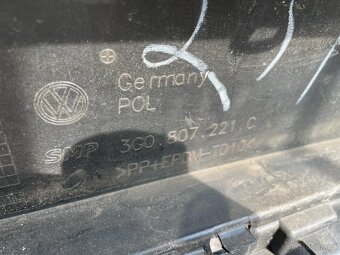 Germany
POL
SMP 3G0.807.221.C
>PP+EPDM-TD10<